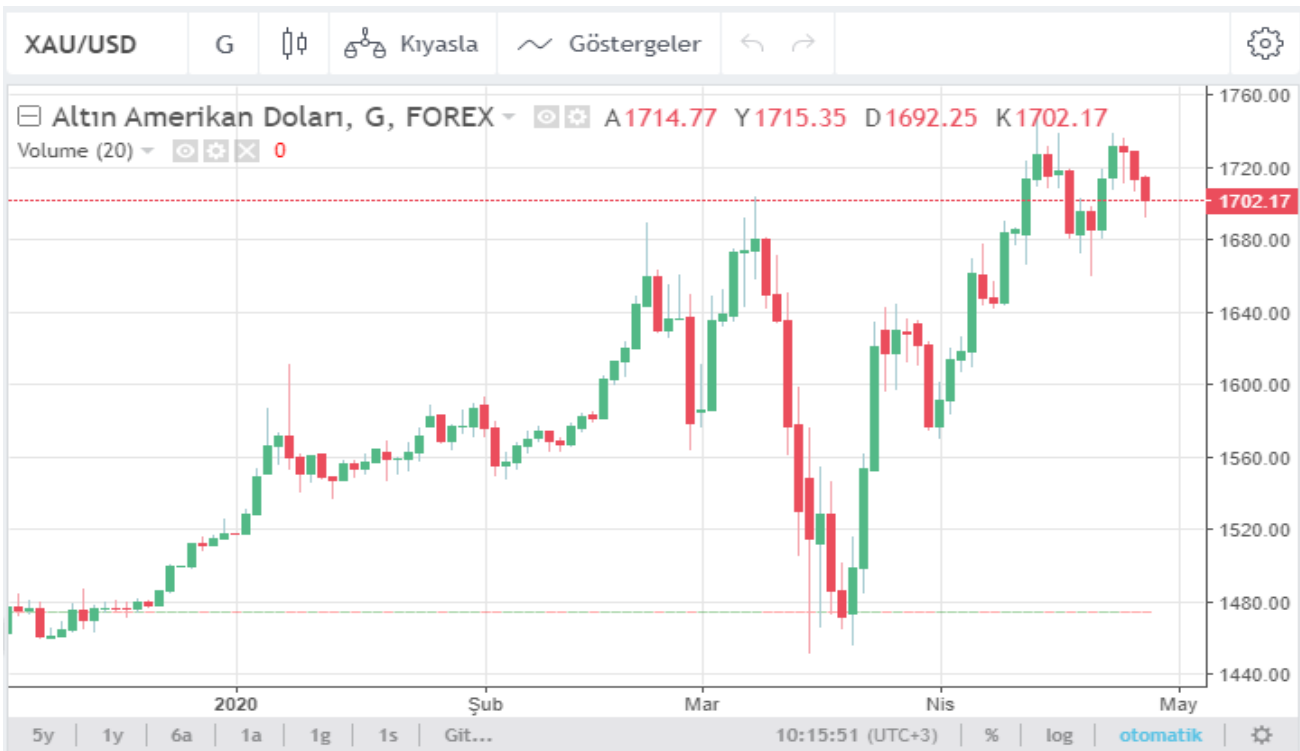 XAU/USD G Kıyasla Göstergeler
Altın Amerikan Doları, G, FOREX A1714.77 Y1715.35 D1692.25 K1702.17
Volume (20) 0
1760.00
1720.00
1702.17
1680.00
1640.00
1600.00
1560.00
1520.00
1480.00
1440.00
2020 Şub Mar Nis May
5y 1y 6a 1a 1g 1s Git... 10:15:51 (UTC+3) % log otomatik